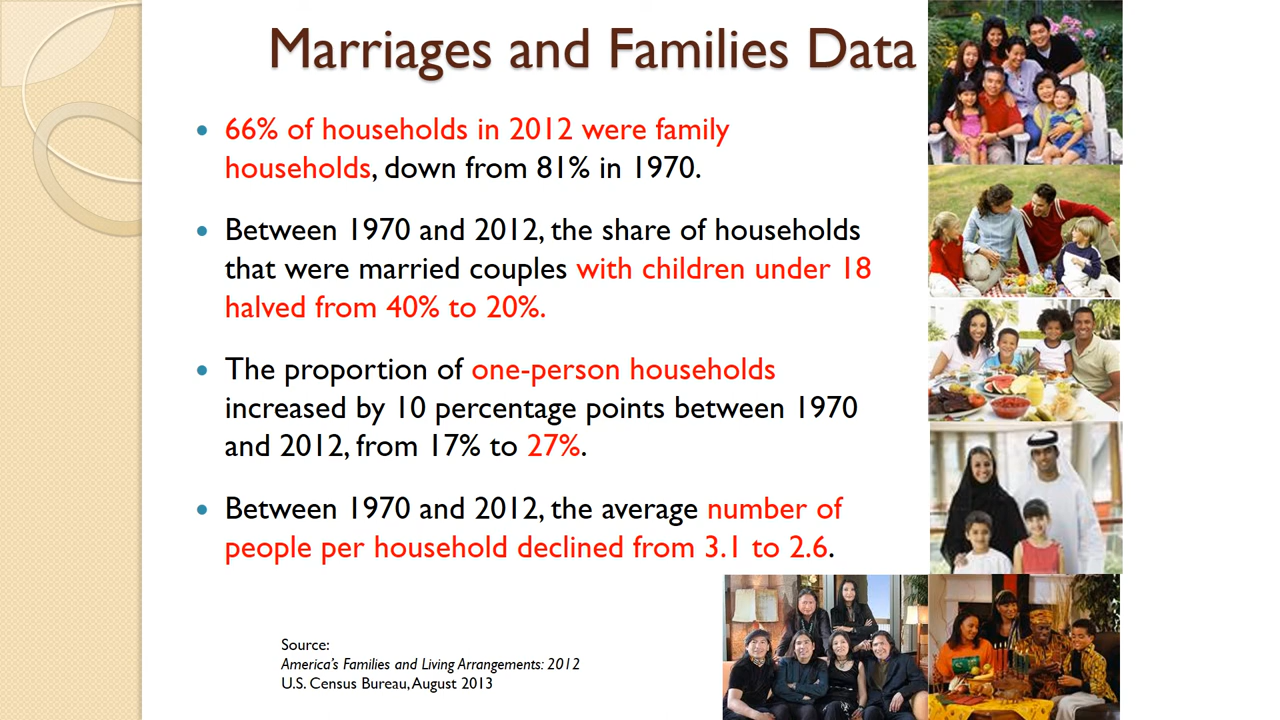 Marriages and Families Data
• 66% of households in 2012 were family
households, down from 81% in 1970.
• Between 1970 and 2012, the share of households
that were married couples with children under 18
halved from 40% to 20%.
• The proportion of one-person households
increased by 10 percentage points between 1970
and 2012, from 17% to 27%.
• Between 1970 and 2012, the average number of
people per household declined from 3.1 to 2.6.
Source:
America’s Families and Living Arrangements: 2012
U.S. Census Bureau, August 2013